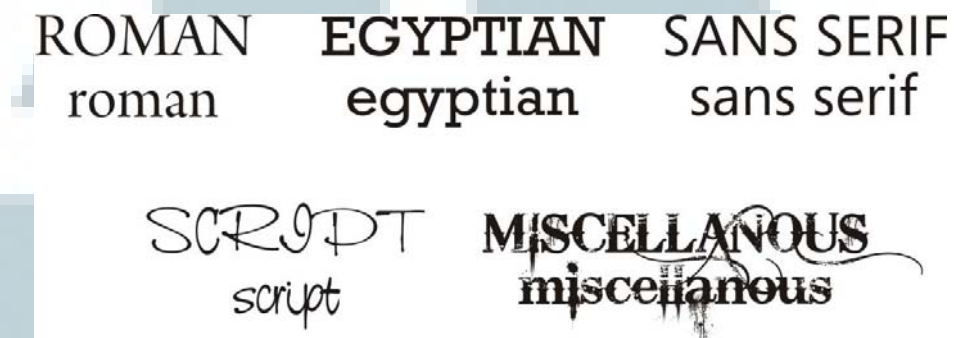 ROMAN EGYPTIAN SANS SERIF
roman egyptian sans serif
SCRIPT MISCELLANOUS
script miscellanous